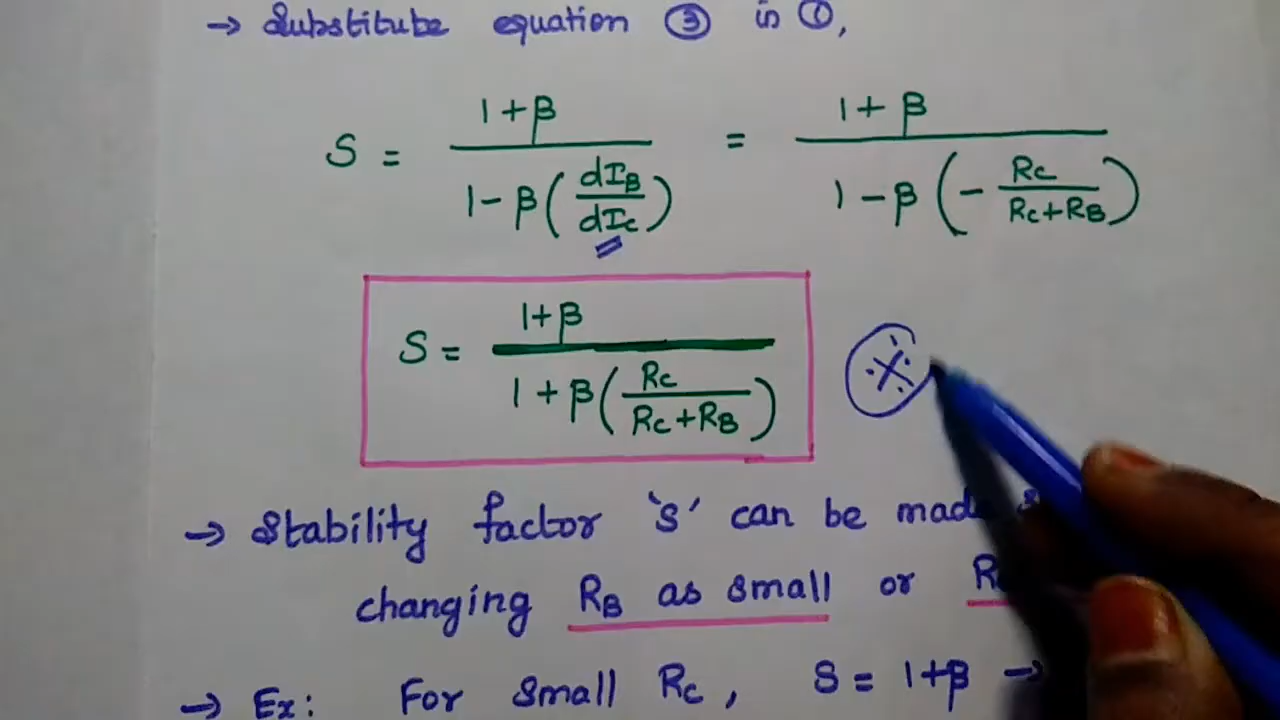 → Substitute equation ③ in ①,
S = 1+β / 1-β(dIB/dIC) = 1+β / 1-β(-RC/RC+RB)
S = 1+β / 1+β(RC/RC+RB)
→ Stability factor 's' can be made
changing RB as small or
→ Ex: For small RC, S = 1+β →